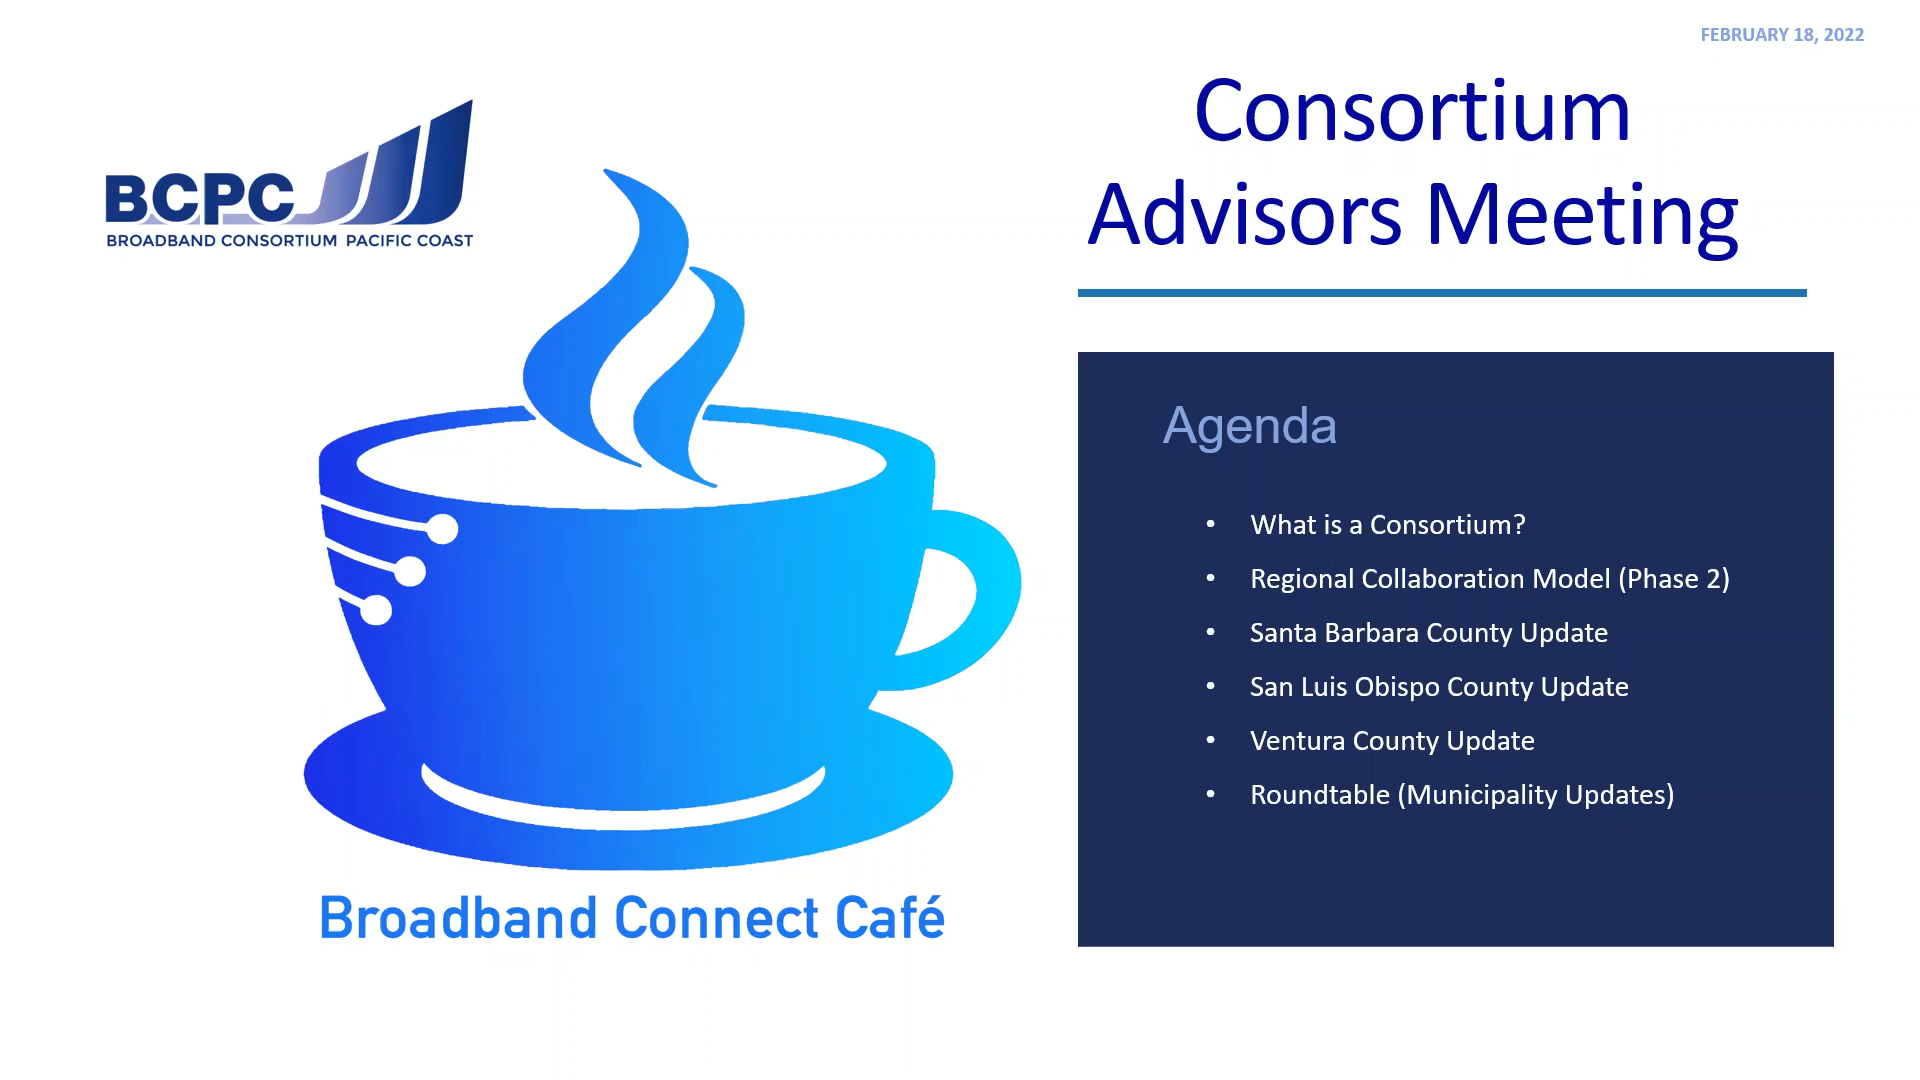 FEBRUARY 18, 2022
BCPC
BROADBAND CONSORTIUM PACIFIC COAST
Consortium
Advisors Meeting
Agenda
• What is a Consortium?
• Regional Collaboration Model (Phase 2)
• Santa Barbara County Update
• San Luis Obispo County Update
• Ventura County Update
• Roundtable (Municipality Updates)
Broadband Connect Café